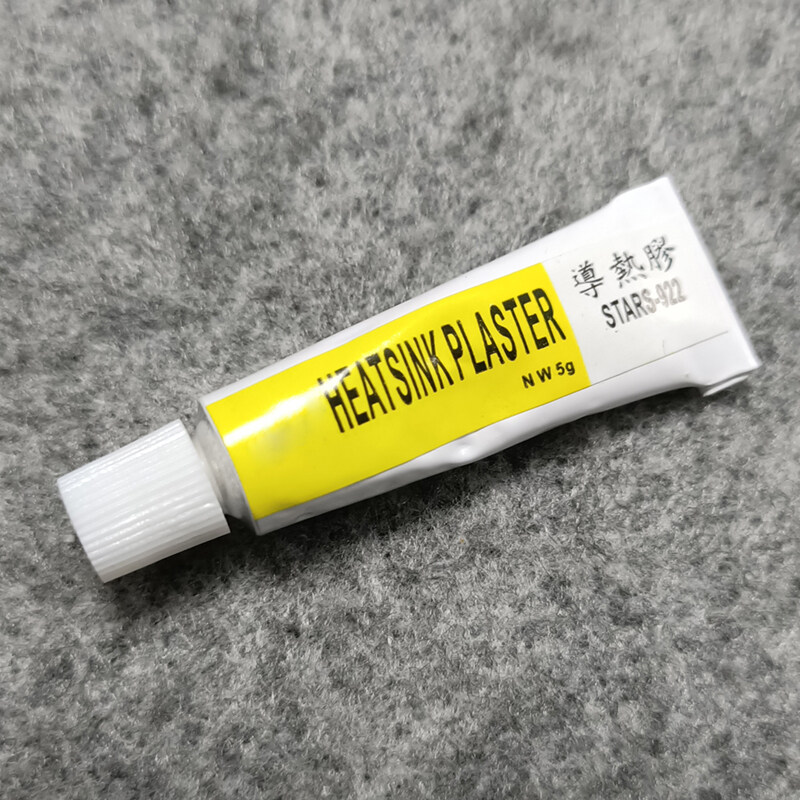 HEATSINK PLASTER
N W 5g
導熱膠
STARS-922